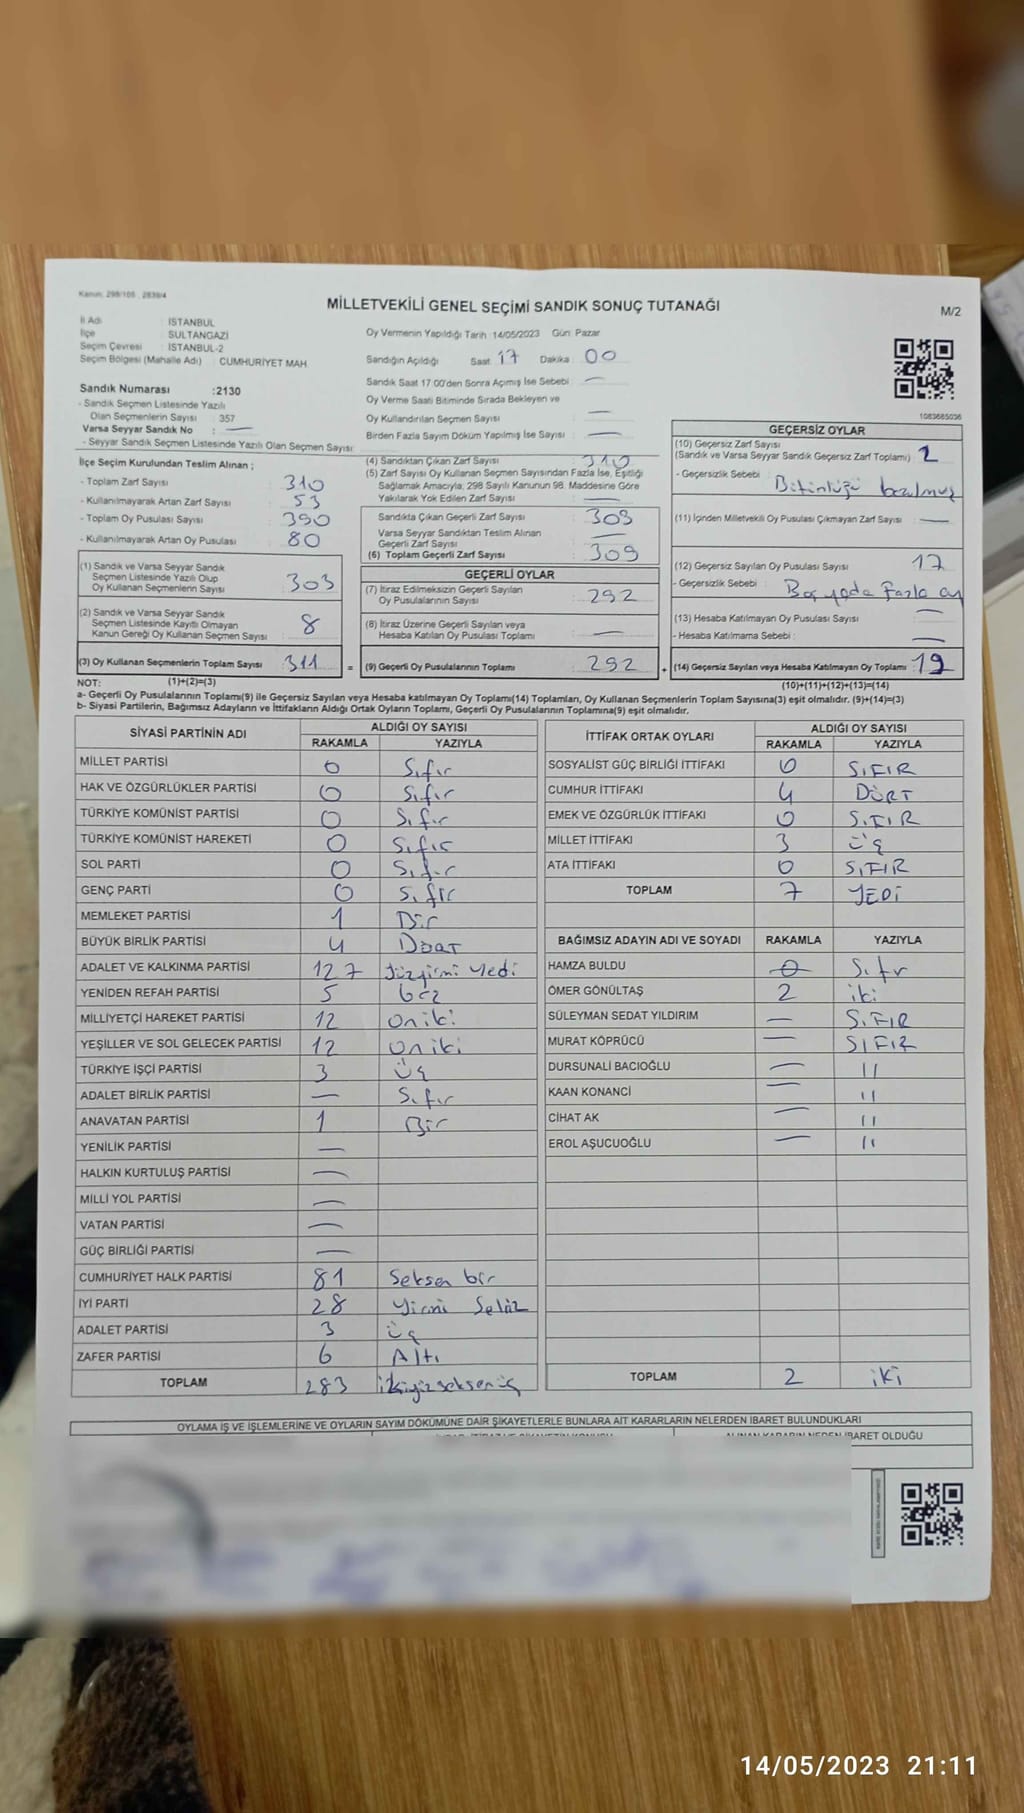 Kanun: 298/105 , 2839/4
MİLLETVEKİLİ GENEL SEÇİMİ SANDIK SONUÇ TUTANAĞI
M/2
İl Adı : İSTANBUL
İlçe : SULTANGAZİ
Seçim Çevresi : İSTANBUL-2
Seçim Bölgesi (Mahalle Adı) : CUMHURİYET MAH
Sandık Numarası :2130
- Sandık Seçmen Listesinde Yazılı
Olan Seçmenlerin Sayısı : 357
Varsa Seyyar Sandık No : —
- Seyyar Sandık Seçmen Listesinde Yazılı Olan Seçmen Sayısı:
Oy Vermenin Yapıldığı Tarih :14/05/2023 Gün: Pazar
Sandığın Açıldığı Saat : 17 Dakika : 00
Sandık Saat 17:00'den Sonra Açımış İse Sebebi : —
Oy Verme Saati Bitiminde Sırada Bekleyen ve
Oy Kullandırılan Seçmen Sayısı : —
Birden Fazla Sayım Döküm Yapılmış İse Sayısı : —
1083685036
İlçe Seçim Kurulundan Teslim Alınan ;
- Toplam Zarf Sayısı : 310
- Kullanılmayarak Artan Zarf Sayısı : 53
- Toplam Oy Pusulası Sayısı : 390
- Kullanılmayarak Artan Oy Pusulası : 80
(4) Sandıktan Çıkan Zarf Sayısı : 310
(5) Zarf Sayısı Oy Kullanan Seçmen Sayısından Fazla İse, Eşitliği
Sağlamak Amacıyla, 298 Sayılı Kanunun 98. Maddesine Göre
Yakılarak Yok Edilen Zarf Sayısı : —
Sandıkta Çıkan Geçerli Zarf Sayısı : 309
Varsa Seyyar Sandıktan Teslim Alınan
Geçerli Zarf Sayısı : —
(6) Toplam Geçerli Zarf Sayısı : 309
GEÇERSİZ OYLAR
(10) Geçersiz Zarf Sayısı
(Sandık ve Varsa Seyyar Sandık Geçersiz Zarf Toplamı) :
- Geçersizlik Sebebi : Bütünlüğü bozulmuş
(11) İçinden Milletvekili Oy Pusulası Çıkmayan Zarf Sayısı : —
(12) Geçersiz Sayılan Oy Pusulası Sayısı : 17
- Geçersizlik Sebebi : Boş yada Fazla oy
(13) Hesaba Katılmayan Oy Pusulası Sayısı : —
- Hesaba Katılmama Sebebi : —
(1) Sandık ve Varsa Seyyar Sandık
Seçmen Listesinde Yazılı Olup
Oy Kullanan Seçmenlerin Sayısı : 303
(2) Sandık ve Varsa Seyyar Sandık
Seçmen Listesinde Kayıtlı Olmayan
Kanun Gereği Oy Kullanan Seçmen Sayısı : 8
GEÇERLİ OYLAR
(7) İtiraz Edilmeksizin Geçerli Sayılan
Oy Pusulalarının Sayısı : 292
(8) İtiraz Üzerine Geçerli Sayılan veya
Hesaba Katılan Oy Pusulası Toplamı : —
(3) Oy Kullanan Seçmenlerin Toplam Sayısı : 311 = (9) Geçerli Oy Pusulalarının Toplamı : 292 + (14) Geçersiz Sayılan veya Hesaba Katılmayan Oy Toplamı : 19
NOT: (1)+(2)=(3) (10)+(11)+(12)+(13)=(14)
a- Geçerli Oy Pusulalarının Toplamı(9) ile Geçersiz Sayılan veya Hesaba katılmayan Oy Toplamı(14) Toplamları, Oy Kullanan Seçmenlerin Toplam Sayısına(3) eşit olmalıdır. (9)+(14)=(3)
b- Siyasi Partilerin, Bağımsız Adayların ve İttifakların Aldığı Ortak Oyların Toplamı, Geçerli Oy Pusulalarının Toplamına(9) eşit olmalıdır.
SİYASİ PARTİNİN ADI ALDIĞI OY SAYISI
RAKAMLA YAZIYLA
MİLLET PARTİSİ 0 Sıfır
HAK VE ÖZGÜRLÜKLER PARTİSİ 0 Sıfır
TÜRKİYE KOMÜNİST PARTİSİ 0 Sıfır
TÜRKİYE KOMÜNİST HAREKETİ 0 Sıfır
SOL PARTİ 0 Sıfır
GENÇ PARTİ 0 Sıfır
MEMLEKET PARTİSİ 1 Bir
BÜYÜK BİRLİK PARTİSİ 4 Dört
ADALET VE KALKINMA PARTİSİ 127 yüzyirmi yedi
YENİDEN REFAH PARTİSİ 5 beş
MİLLİYETÇİ HAREKET PARTİSİ 12 oniki
YEŞİLLER VE SOL GELECEK PARTİSİ 12 oniki
TÜRKİYE İŞÇİ PARTİSİ 3 üç
ADALET BİRLİK PARTİSİ — Sıfır
ANAVATAN PARTİSİ 1 Bir
YENİLİK PARTİSİ —
HALKIN KURTULUŞ PARTİSİ —
MİLLİ YOL PARTİSİ —
VATAN PARTİSİ —
GÜÇ BİRLİĞİ PARTİSİ —
CUMHURİYET HALK PARTİSİ 81 Seksen bir
İYİ PARTİ 28 yirmi Sekiz
ADALET PARTİSİ 3 üç
ZAFER PARTİSİ 6 Altı
TOPLAM 283 ikiyüzseksenüç
İTTİFAK ORTAK OYLARI ALDIĞI OY SAYISI
RAKAMLA YAZIYLA
SOSYALİST GÜÇ BİRLİĞİ İTTİFAKI 0 SIFIR
CUMHUR İTTİFAKI 4 DÖRT
EMEK VE ÖZGÜRLÜK İTTİFAKI 0 SIFIR
MİLLET İTTİFAKI 3 üç
ATA İTTİFAKI 0 SIFIR
TOPLAM 7 YEDİ
BAĞIMSIZ ADAYIN ADI VE SOYADI RAKAMLA YAZIYLA
HAMZA BULDU 0 Sıfır
ÖMER GÖNÜLTAŞ 2 iki
SÜLEYMAN SEDAT YILDIRIM — SIFIR
MURAT KÖPRÜCÜ — SIFIR
DURSUNALİ BACIOĞLU — 11
KAAN KONANCİ — 11
CİHAT AK — 11
EROL AŞUCUOĞLU — 11
TOPLAM 2 iki
OYLAMA İŞ VE İŞLEMLERİNE VE OYLARIN SAYIM DÖKÜMÜNE DAİR ŞİKAYETLERLE BUNLARA AİT KARARLARIN NELERDEN İBARET BULUNDUKLARI
ALINAN KARARIN NEDEN İBARET OLDUĞU
14/05/2023 21:11